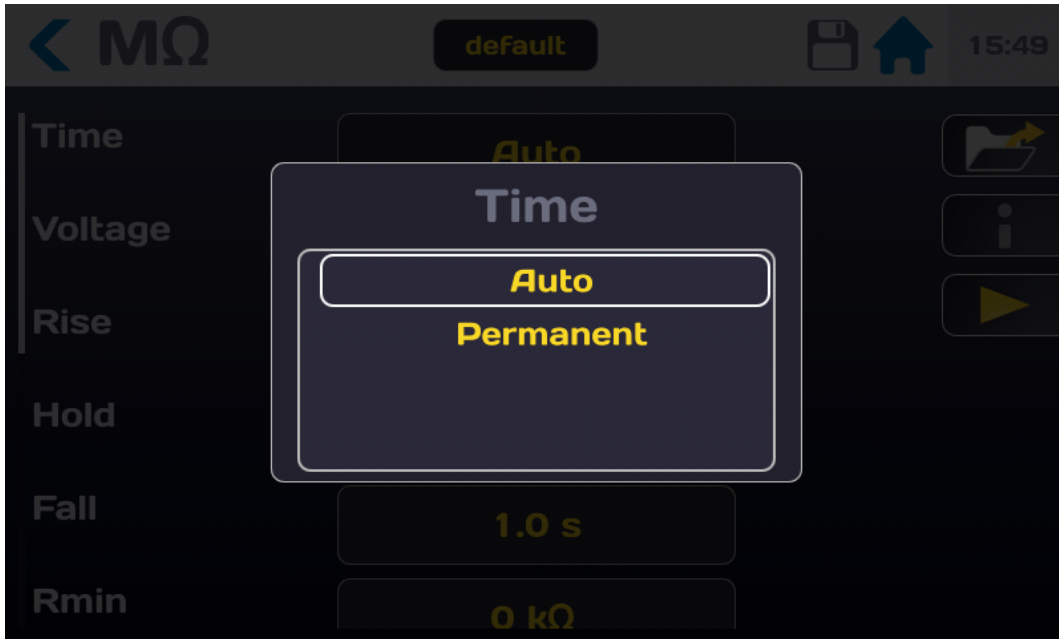 MΩ default 15:49
Time Auto
Time
Voltage
Auto
Rise
Permanent
Hold
Fall 1.0 s
Rmin 0 kΩ